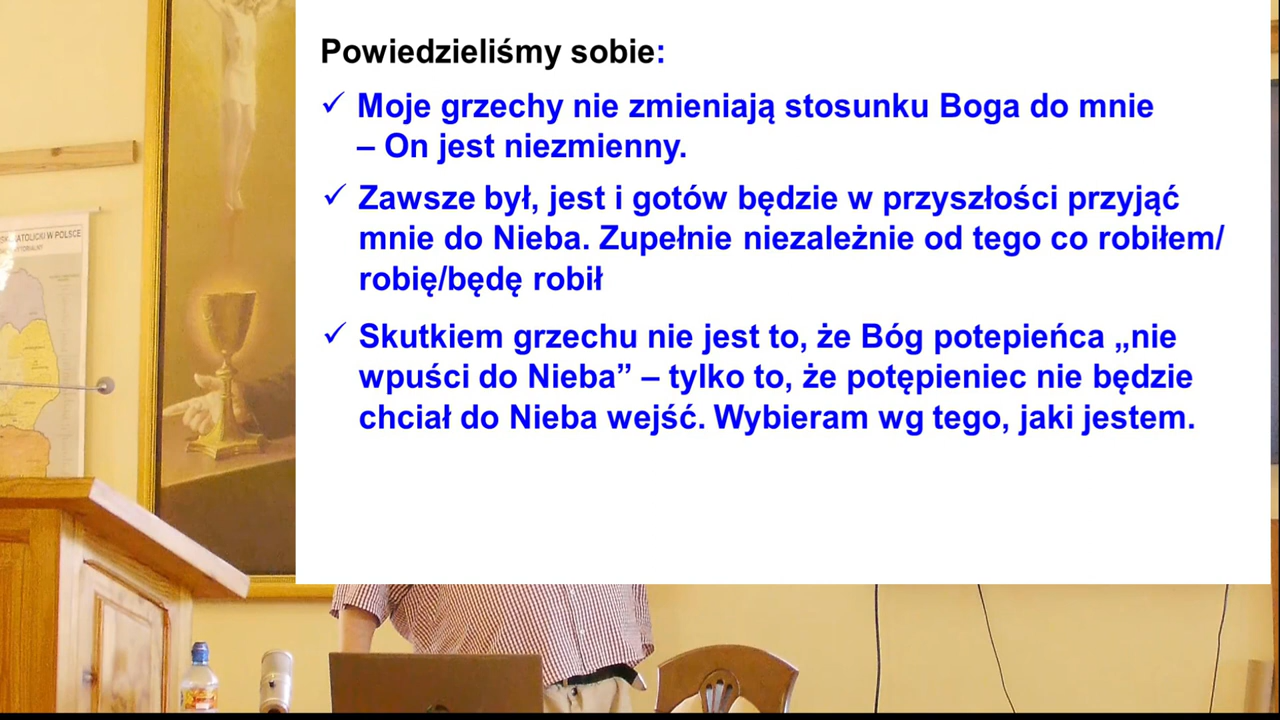 Powiedzieliśmy sobie:
✓ Moje grzechy nie zmieniają stosunku Boga do mnie
– On jest niezmienny.
✓ Zawsze był, jest i gotów będzie w przyszłości przyjąć
mnie do Nieba. Zupełnie niezależnie od tego co robiłem/
robię/będę robił
✓ Skutkiem grzechu nie jest to, że Bóg potepieńca „nie
wpuści do Nieba” – tylko to, że potępieniec nie będzie
chciał do Nieba wejść. Wybieram wg tego, jaki jestem.
ATOLICKI W POLSCE